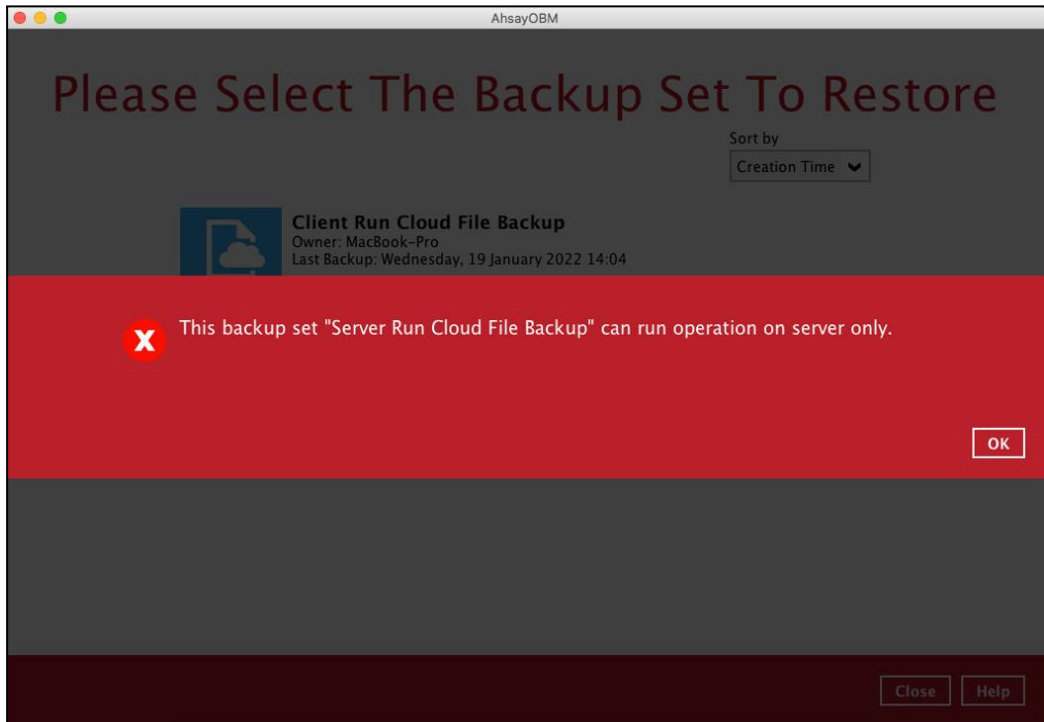 AhsayOBM
Please Select The Backup Set To Restore
Sort by
Creation Time
Client Run Cloud File Backup
Owner: MacBook-Pro
Last Backup: Wednesday, 19 January 2022 14:04
X
This backup set "Server Run Cloud File Backup" can run operation on server only.
OK
Close
Help